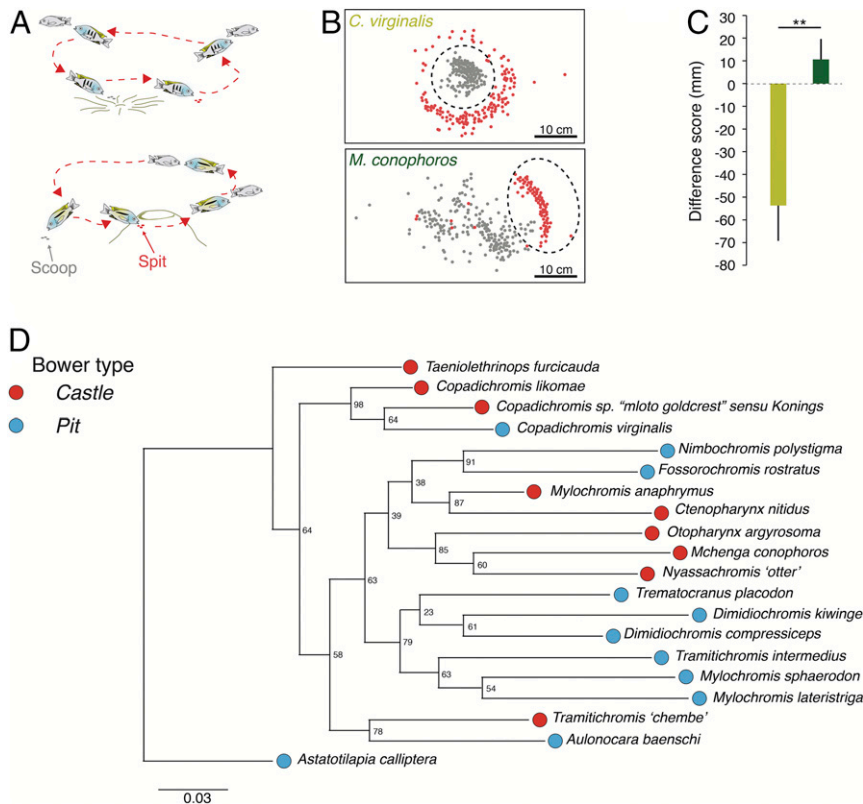 A
Scoop
Spit
B
C. virginalis
10 cm
M. conophoros
10 cm
C
**
Difference score (mm)
30
20
10
0
-10
-20
-30
-40
-50
-60
-70
-80
D
Bower type
Castle
Pit
Taeniolethrinops furcicauda
Copadichromis likomae
98
Copadichromis sp. “mloto goldcrest” sensu Konings
64
Copadichromis virginalis
Nimbochromis polystigma
91
Fossorochromis rostratus
38
Mylochromis anaphrymus
87
Ctenopharynx nitidus
39
Otopharynx argyrosoma
64
85
Mchenga conophoros
60
Nyassachromis ‘otter’
63
Trematocranus placodon
23
Dimidiochromis kiwinge
61
Dimidiochromis compressiceps
79
58
Tramitichromis intermedius
63
Mylochromis sphaerodon
54
Mylochromis lateristriga
Tramitichromis ‘chembe’
78
Aulonocara baenschi
Astatotilapia calliptera
0.03